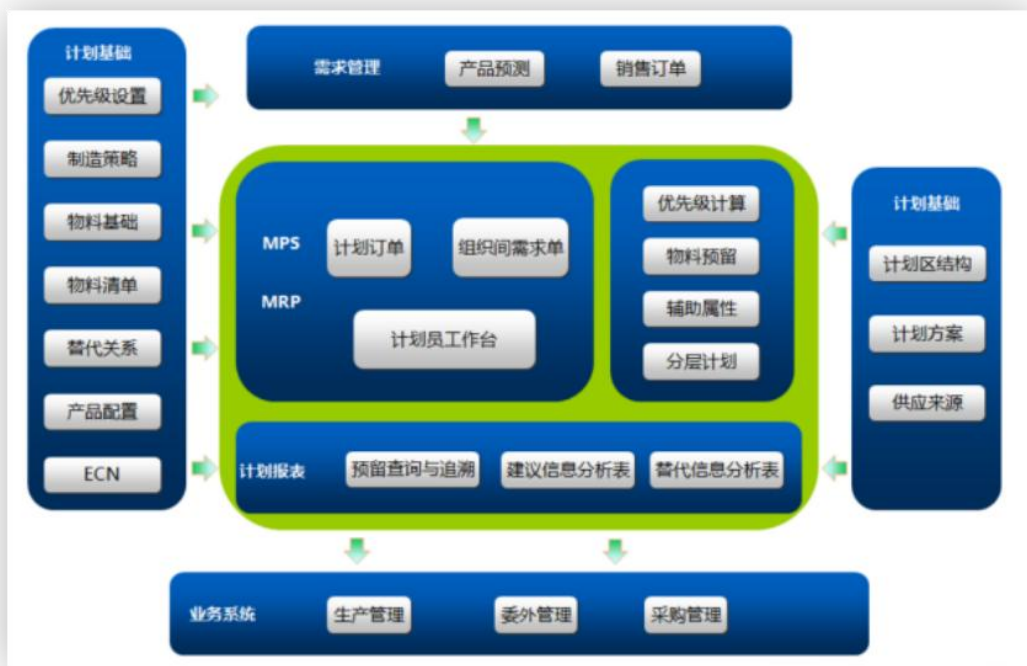 计划基础
优先级设置
制造策略
物料基础
物料清单
替代关系
产品配置
ECN
需求管理
产品预测
销售订单
MPS
计划订单
组织间需求单
MRP
计划员工作台
优先级计算
物料预留
辅助属性
分层计划
计划报表
预留查询与追溯
建议信息分析表
替代信息分析表
计划基础
计划区结构
计划方案
供应来源
业务系统
生产管理
委外管理
采购管理